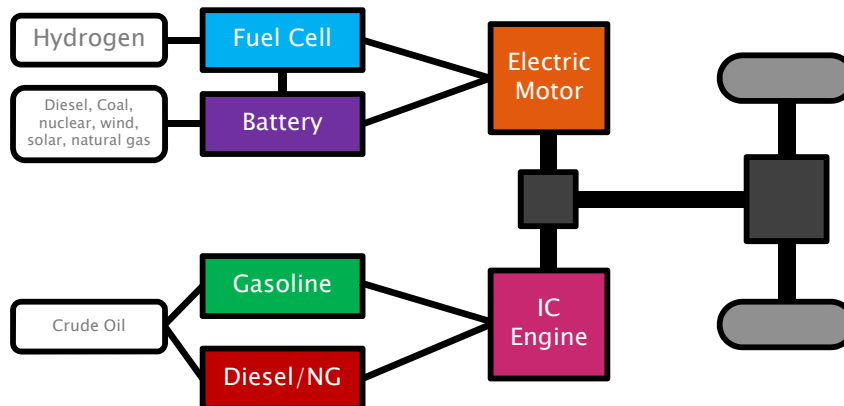 Hydrogen
Fuel Cell
Electric
Motor
Diesel, Coal,
nuclear, wind,
solar, natural gas
Battery
Gasoline
Crude Oil
IC
Engine
Diesel/NG